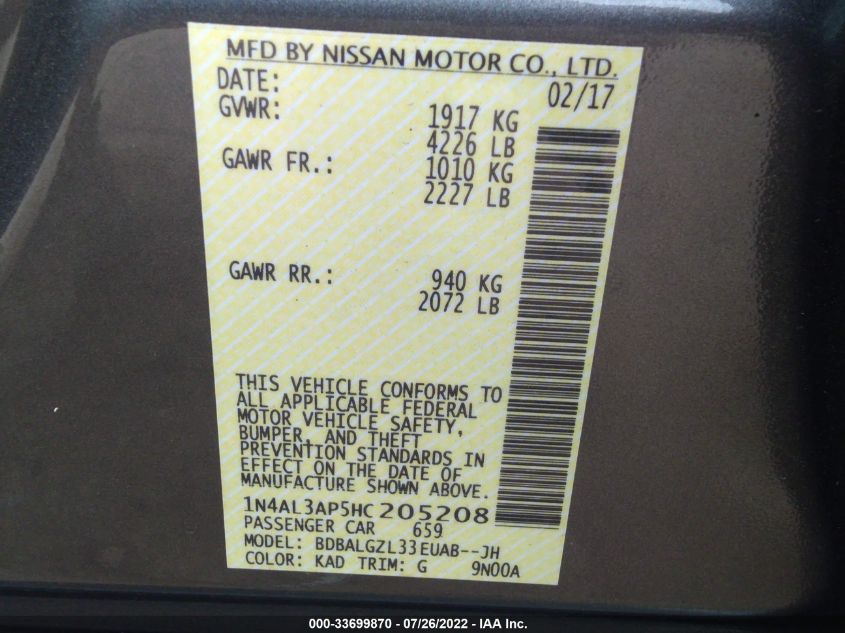 MFD BY NISSAN MOTOR CO., LTD.
DATE: 02/17
GVWR: 1917 KG
4226 LB
GAWR FR.: 1010 KG
2227 LB
GAWR RR.: 940 KG
2072 LB
THIS VEHICLE CONFORMS TO
ALL APPLICABLE FEDERAL
MOTOR VEHICLE SAFETY,
BUMPER, AND THEFT
PREVENTION STANDARDS IN
EFFECT ON THE DATE OF
MANUFACTURE SHOWN ABOVE.
1N4AL3AP5HC205208
PASSENGER CAR 659
MODEL: BDBALGZL33EUAB--JH
COLOR: KAD TRIM: G 9N00A
000-33699870 - 07/26/2022 - IAA Inc.